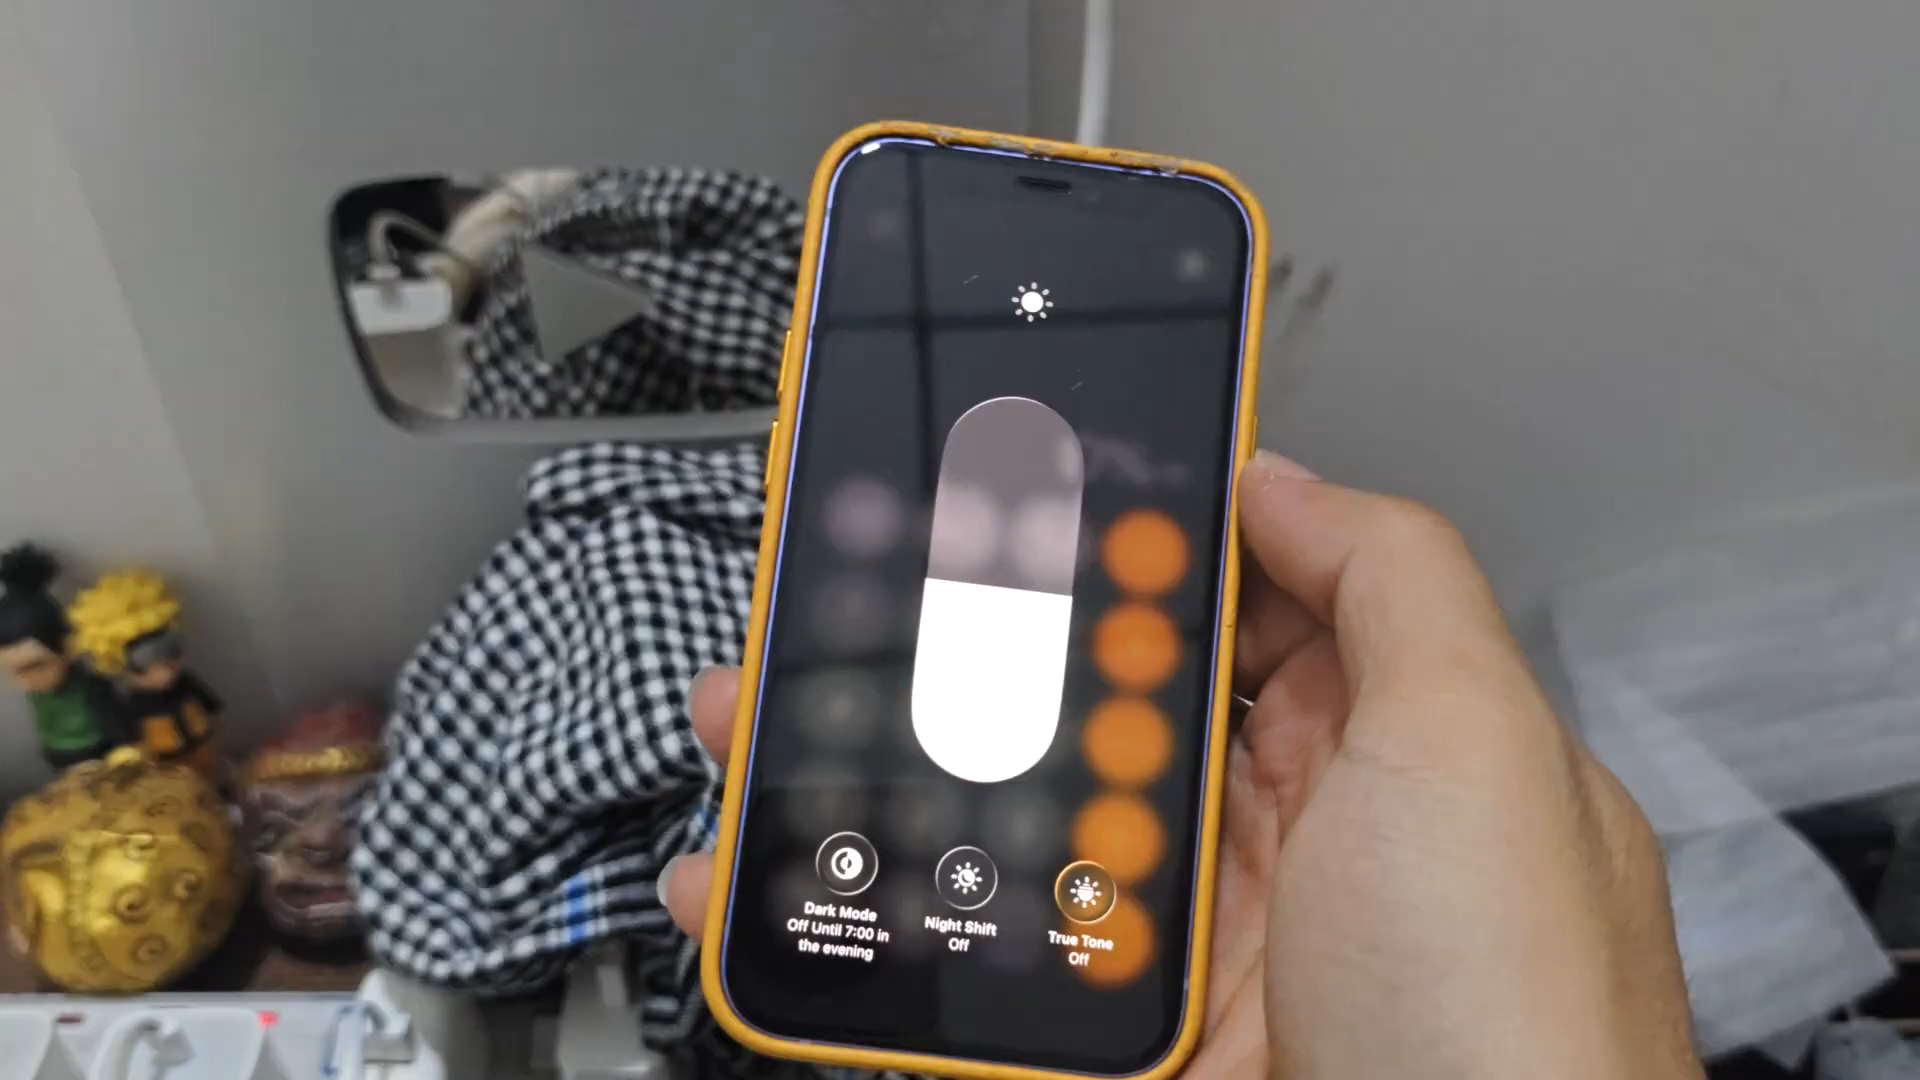 Dark Mode
Off Until 7:00 in
the evening
Night Shift
Off
True Tone
Off